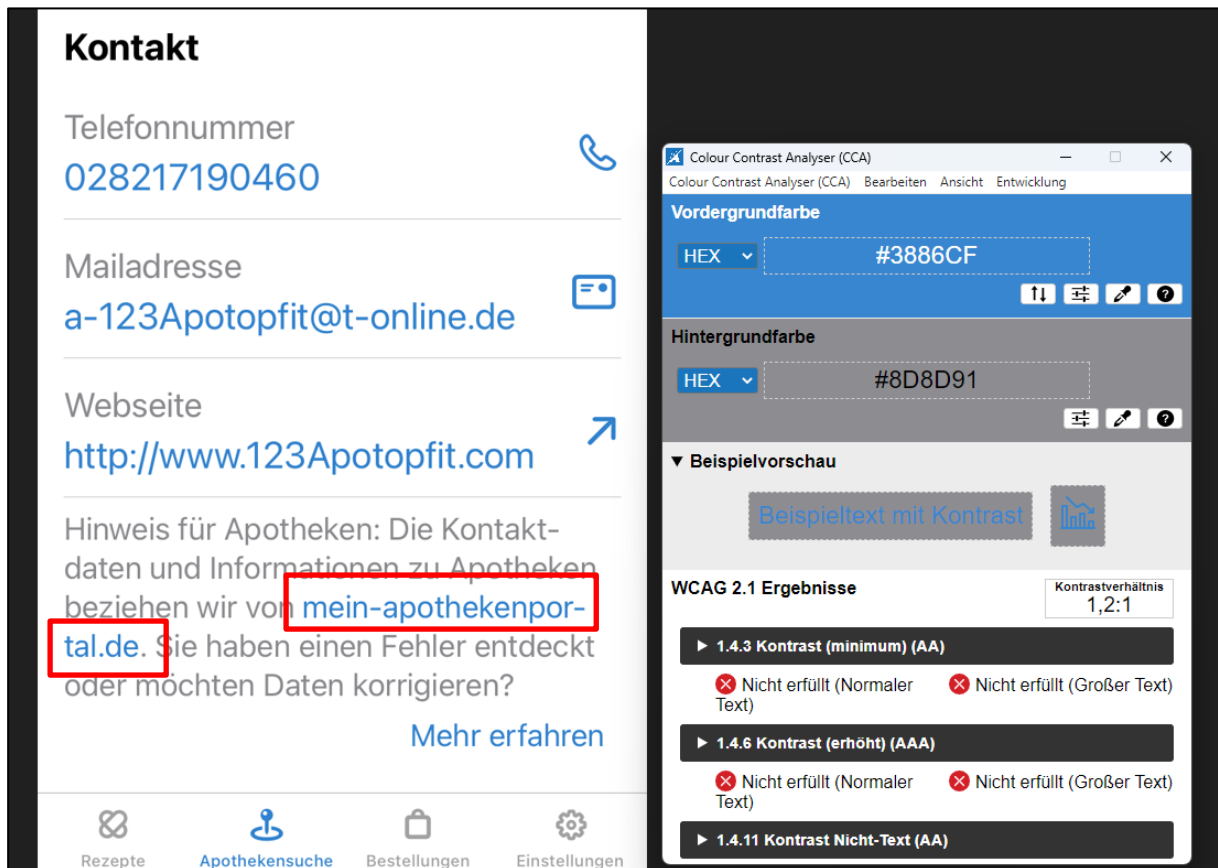 Kontakt
Telefonnummer
028217190460
Mailadresse
a-123Apotopfit@t-online.de
Webseite
http://www.123Apotopfit.com
Hinweis für Apotheken: Die Kontakt-
daten und Informationen zu Apotheken
beziehen wir von mein-apothekenpor-
tal.de. Sie haben einen Fehler entdeckt
oder möchten Daten korrigieren?
Mehr erfahren
Rezepte Apothekensuche Bestellungen Einstellungen
Colour Contrast Analyser (CCA)
Colour Contrast Analyser (CCA) Bearbeiten Ansicht Entwicklung
Vordergrundfarbe
HEX #3886CF
Hintergrundfarbe
HEX #8D8D91
Beispielvorschau
Beispieltext mit Kontrast
WCAG 2.1 Ergebnisse
Kontrastverhältnis
1,2:1
1.4.3 Kontrast (minimum) (AA)
Nicht erfüllt (Normaler Nicht erfüllt (Großer Text)
Text)
1.4.6 Kontrast (erhöht) (AAA)
Nicht erfüllt (Normaler Nicht erfüllt (Großer Text)
Text)
1.4.11 Kontrast Nicht-Text (AA)